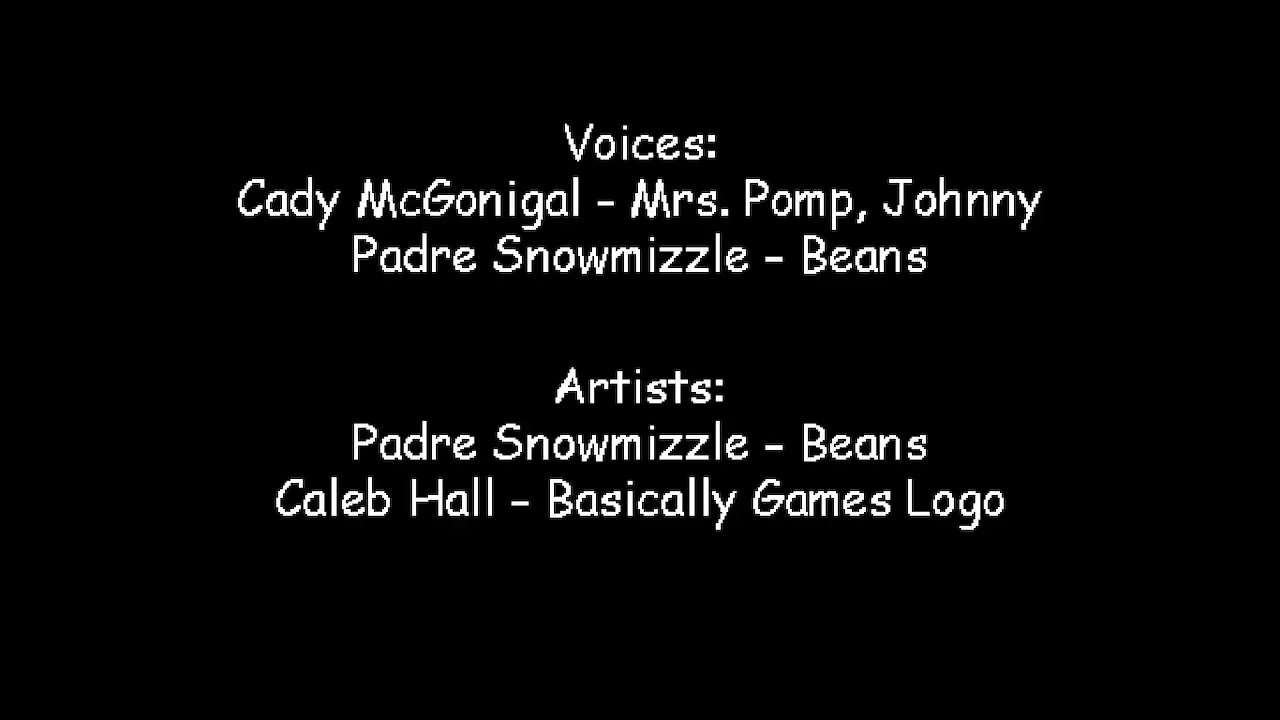 Voices:
Cady McGonigal - Mrs. Pomp, Johnny
Padre Snowmizzle - Beans
Artists:
Padre Snowmizzle - Beans
Caleb Hall - Basically Games Logo